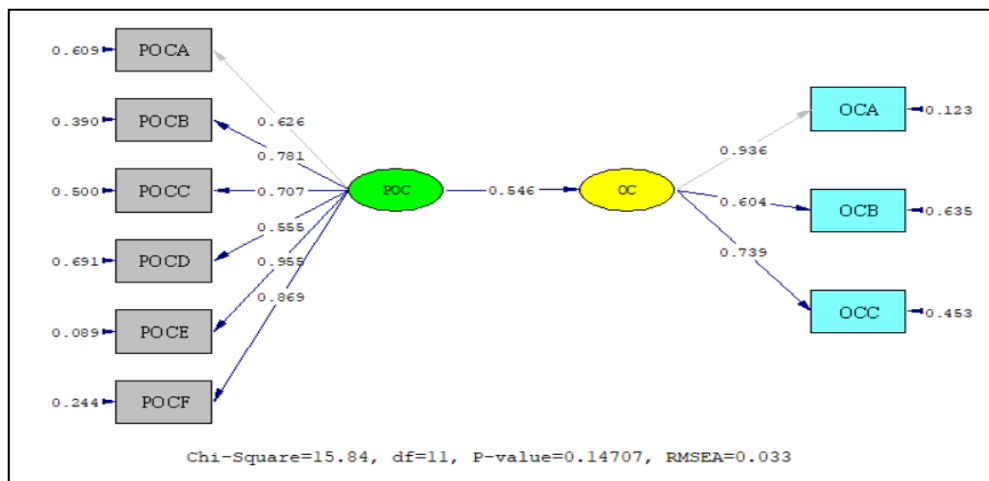 0.609 POCA
0.390 POCB
0.500 POCC
0.691 POCD
0.089 POCE
0.244 POCF
0.626
0.781
0.707
0.555
0.955
0.869
POC
0.546
OC
0.936
0.604
0.739
OCA 0.123
OCB 0.635
OCC 0.453
Chi-Square=15.84, df=11, P-value=0.14707, RMSEA=0.033